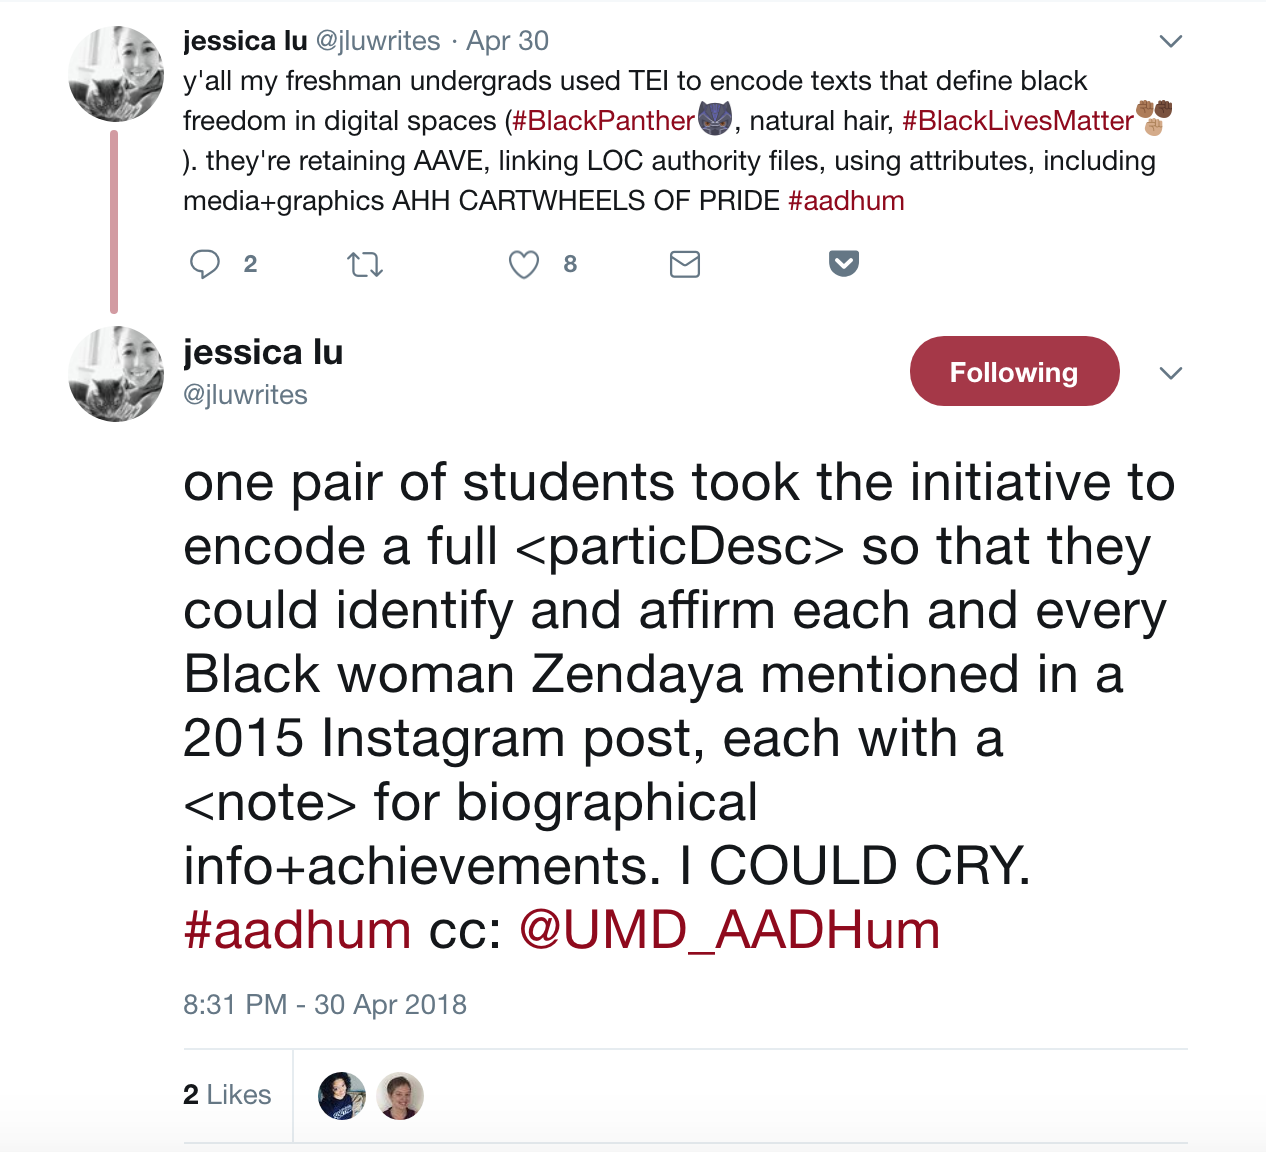 jessica lu @jluwrites · Apr 30
y'all my freshman undergrads used TEI to encode texts that define black
freedom in digital spaces (#BlackPanther, natural hair, #BlackLivesMatter
). they're retaining AAVE, linking LOC authority files, using attributes, including
media+graphics AHH CARTWHEELS OF PRIDE #aadhum
2 8
jessica lu
@jluwrites
Following
one pair of students took the initiative to
encode a full <particDesc> so that they
could identify and affirm each and every
Black woman Zendaya mentioned in a
2015 Instagram post, each with a
<note> for biographical
info+achievements. I COULD CRY.
#aadhum cc: @UMD_AADHum
8:31 PM - 30 Apr 2018
2 Likes